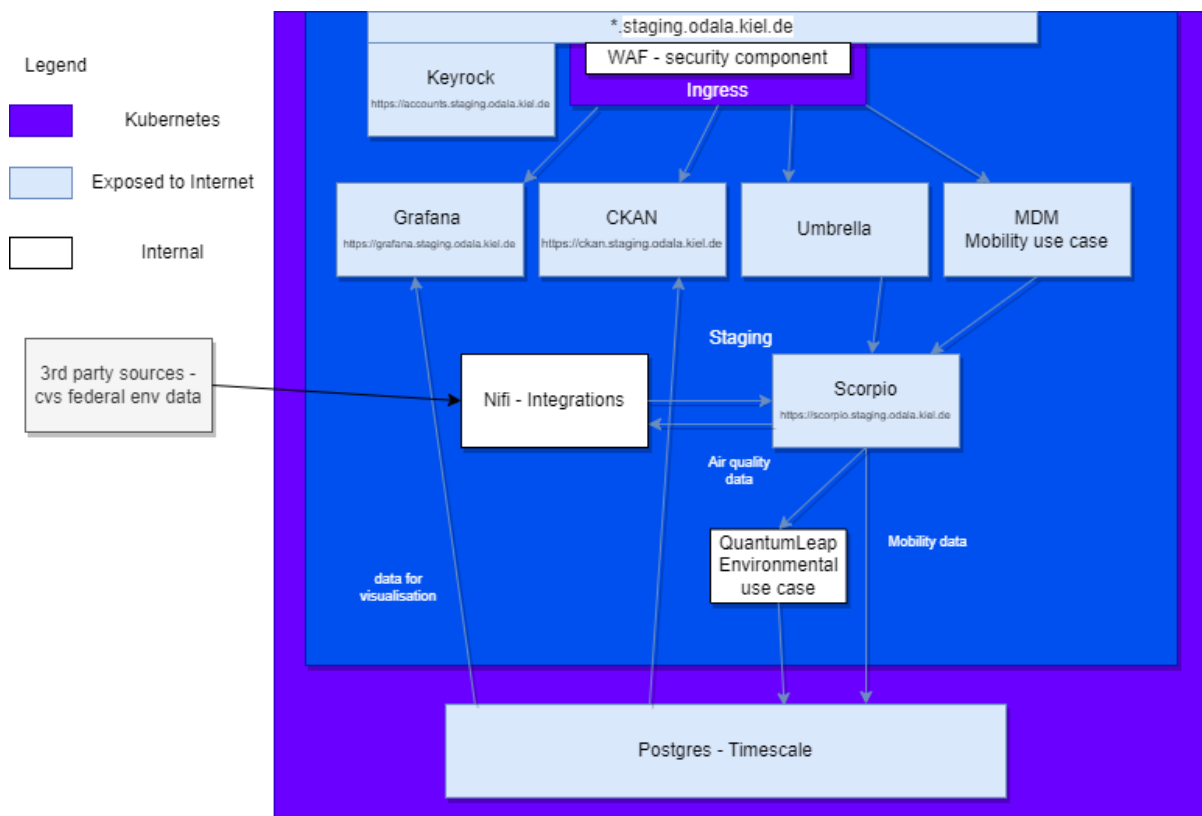 *.staging.odala.kiel.de
WAF - security component
Ingress
Keyrock
https://accounts.staging.odala.kiel.de
Legend
Kubernetes
Exposed to Internet
Internal
Grafana
https://grafana.staging.odala.kiel.de
CKAN
https://ckan.staging.odala.kiel.de
Umbrella
MDM
Mobility use case
Staging
3rd party sources -
cvs federal env data
Nifi - Integrations
Scorpio
https://scorpio.staging.odala.kiel.de
Air quality
data
QuantumLeap
Environmental
use case
Mobility data
data for
visualisation
Postgres - Timescale